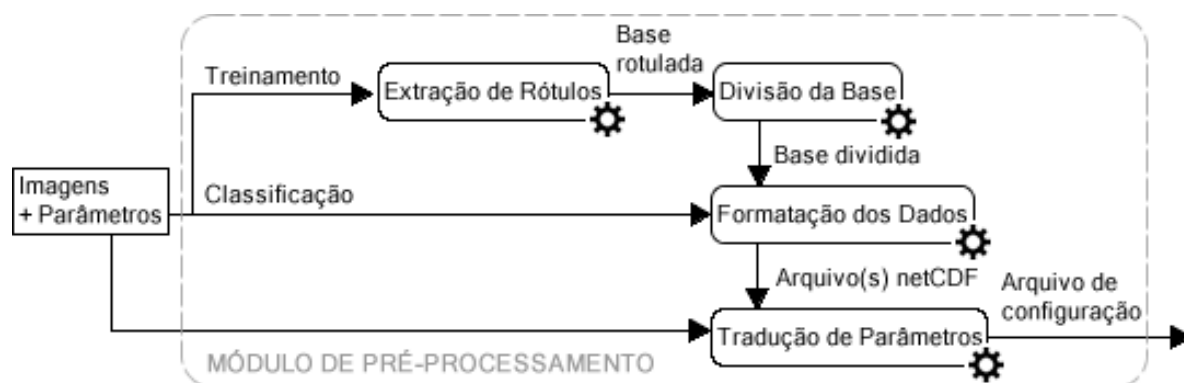 Base
rotulada
Treinamento
Extração de Rótulos
Divisão da Base
Base dividida
Imagens
+ Parâmetros
Classificação
Formatação dos Dados
Arquivo(s) netCDF
Arquivo de
configuração
Tradução de Parâmetros
MÓDULO DE PRÉ-PROCESSAMENTO